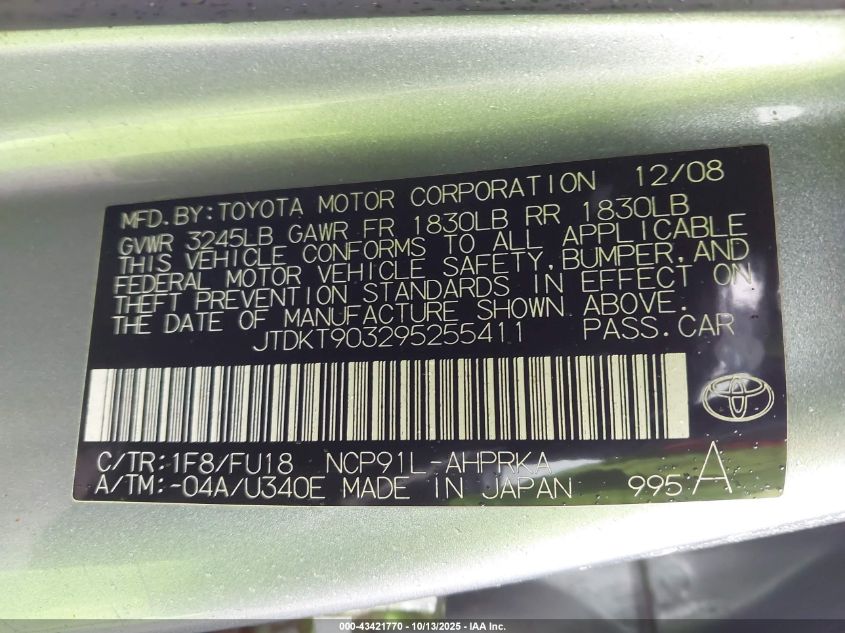 MFD.BY:TOYOTA MOTOR CORPORATION 12/08
GVWR 3245LB GAWR FR 1830LB RR 1830LB
THIS VEHICLE CONFORMS TO ALL APPLICABLE
FEDERAL MOTOR VEHICLE SAFETY,BUMPER,AND
THEFT PREVENTION STANDARDS IN EFFECT ON
THE DATE OF MANUFACTURE SHOWN ABOVE.
JTDKT903295255411 PASS.CAR
C/TR:1F8/FU18 NCP91L-AHPRKA
A/TM:-04A/U340E MADE IN JAPAN 995 A
000-43421770 - 10/13/2025 - IAA Inc.